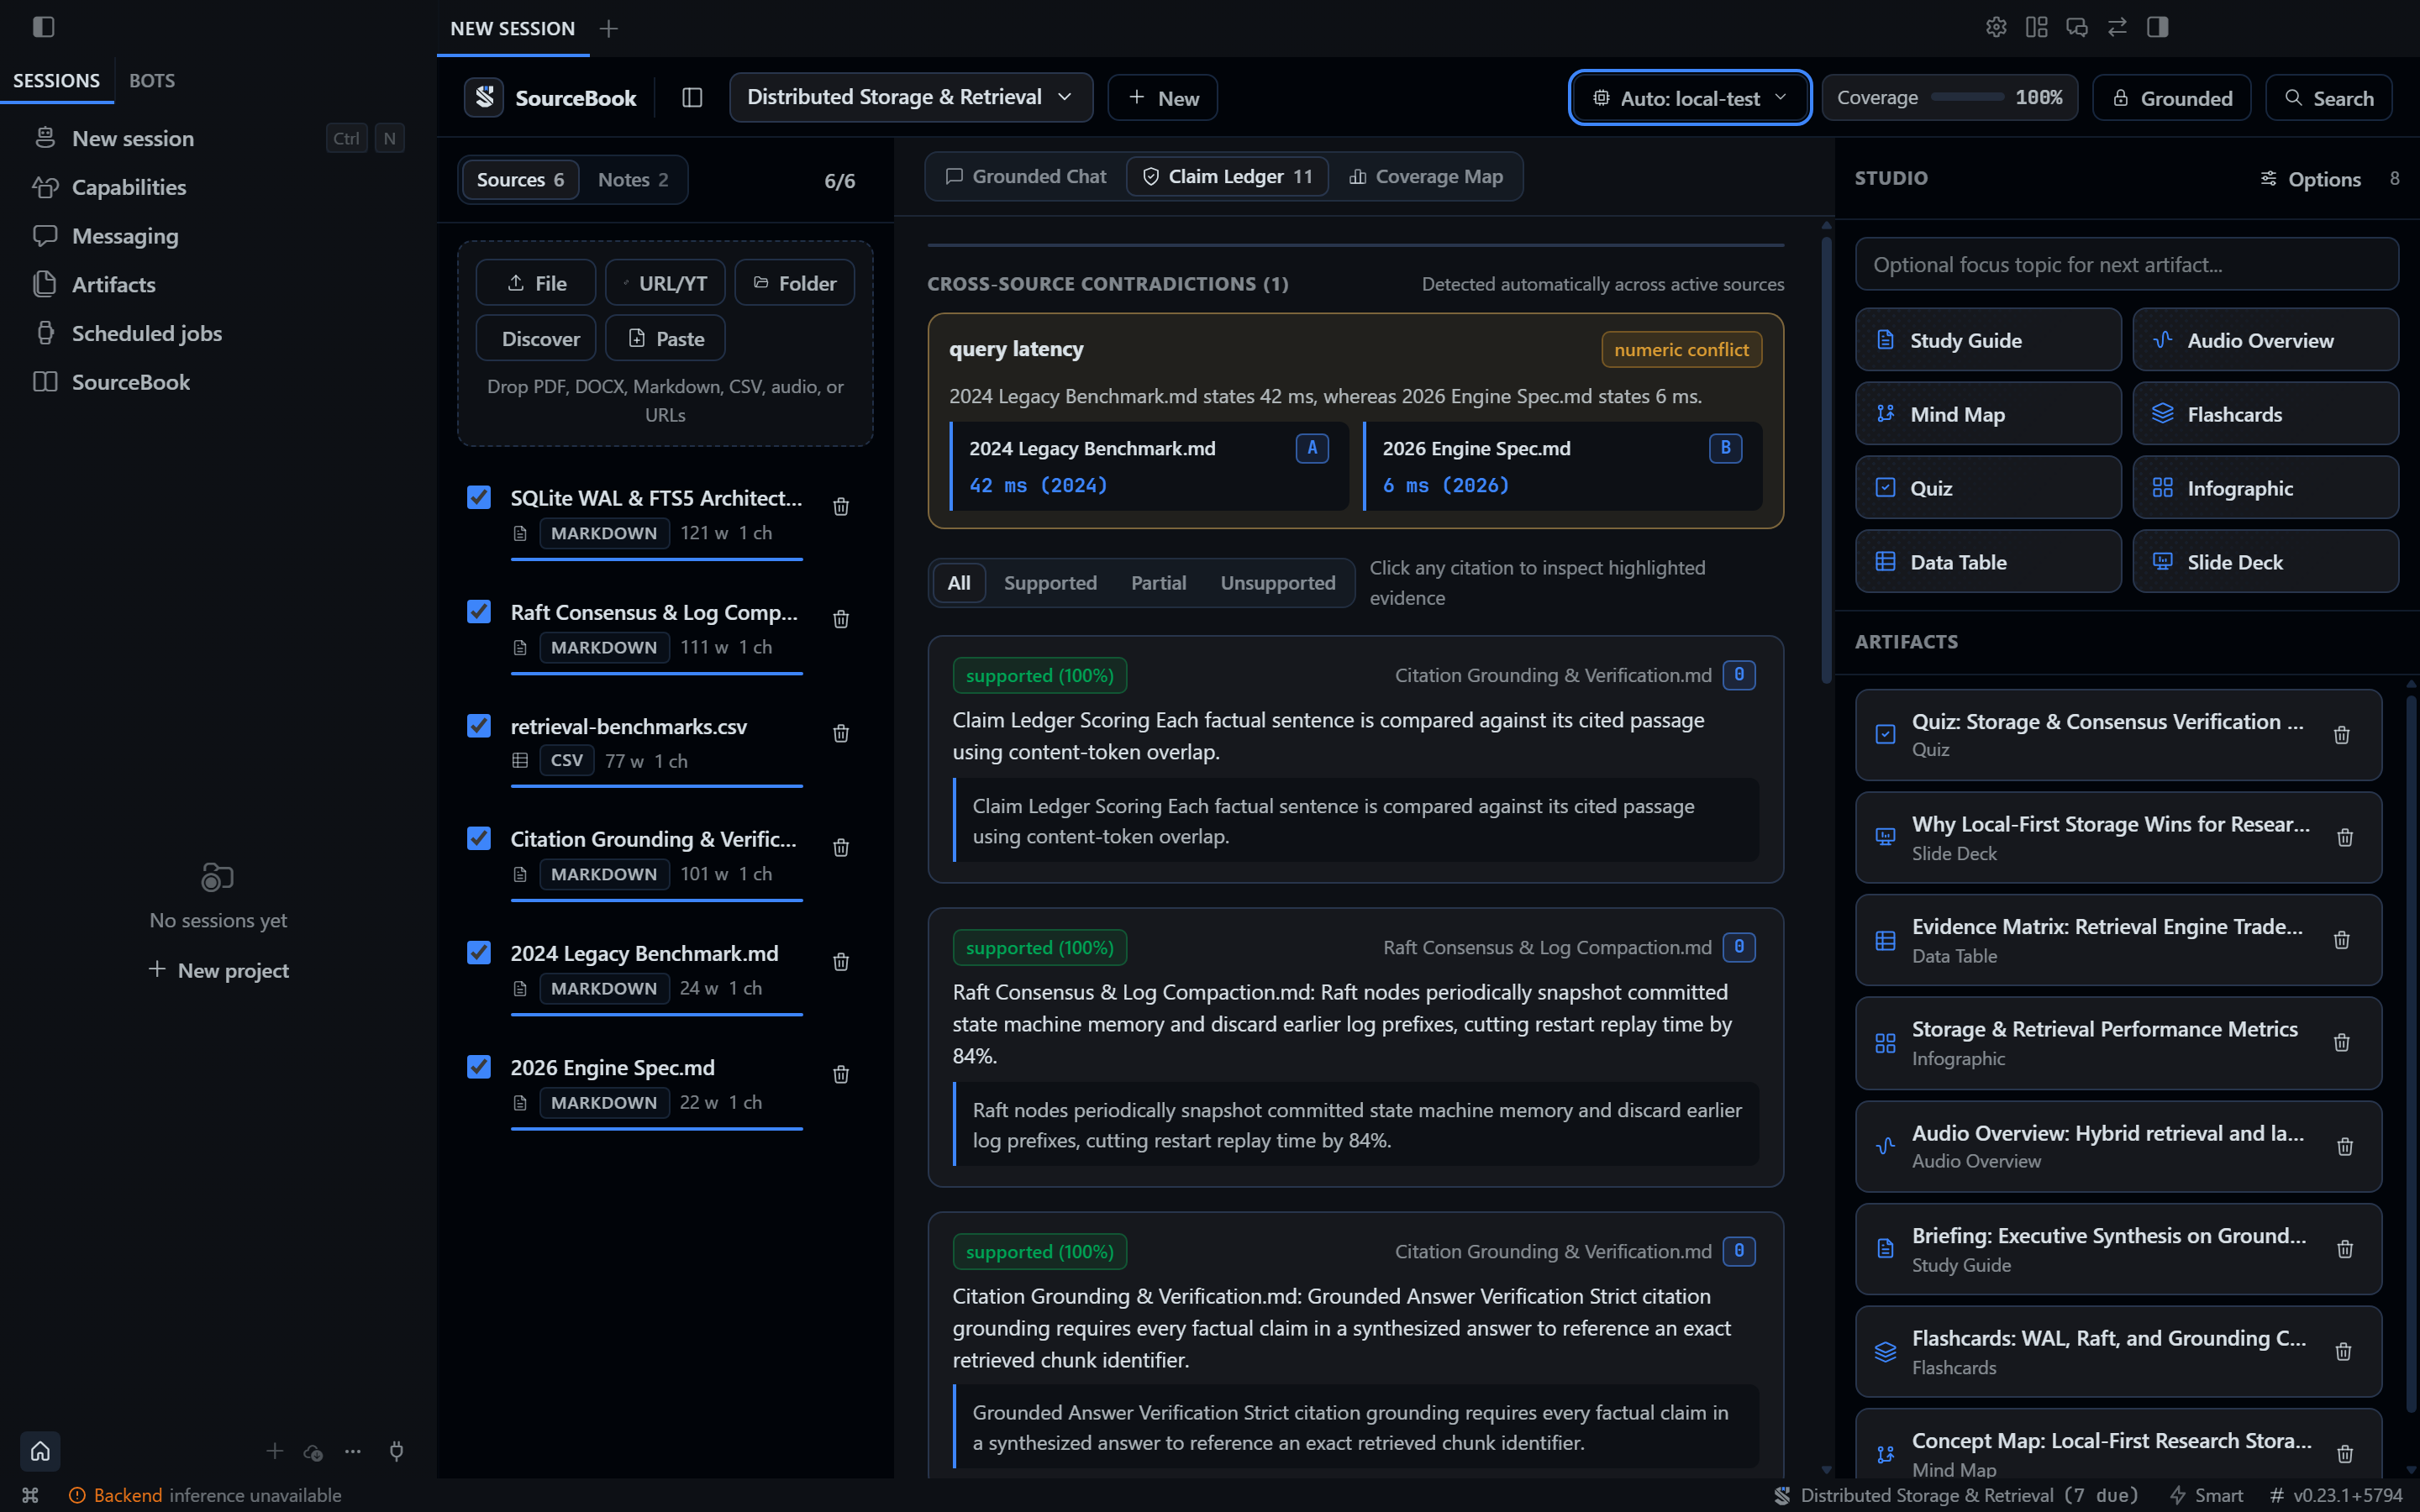 NEW SESSION
SESSIONS BOTS
New session Ctrl N
Capabilities
Messaging
Artifacts
Scheduled jobs
SourceBook
No sessions yet
New project
SourceBook
Distributed Storage & Retrieval
New
Auto: local-test
Coverage 100%
Grounded
Search
Sources 6 Notes 2 6/6
File URL/YT Folder
Discover Paste
Drop PDF, DOCX, Markdown, CSV, audio, or
URLs
SQLite WAL & FTS5 Architect...
MARKDOWN 121 w 1 ch
Raft Consensus & Log Comp...
MARKDOWN 111 w 1 ch
retrieval-benchmarks.csv
CSV 77 w 1 ch
Citation Grounding & Verific...
MARKDOWN 101 w 1 ch
2024 Legacy Benchmark.md
MARKDOWN 24 w 1 ch
2026 Engine Spec.md
MARKDOWN 22 w 1 ch
Grounded Chat Claim Ledger 11 Coverage Map
CROSS-SOURCE CONTRADICTIONS (1) Detected automatically across active sources
query latency numeric conflict
2024 Legacy Benchmark.md states 42 ms, whereas 2026 Engine Spec.md states 6 ms.
2024 Legacy Benchmark.md A
42 ms (2024)
2026 Engine Spec.md B
6 ms (2026)
All Supported Partial Unsupported
Click any citation to inspect highlighted
evidence
supported (100%) Citation Grounding & Verification.md 0
Claim Ledger Scoring Each factual sentence is compared against its cited passage
using content-token overlap.
Claim Ledger Scoring Each factual sentence is compared against its cited passage
using content-token overlap.
supported (100%) Raft Consensus & Log Compaction.md 0
Raft Consensus & Log Compaction.md: Raft nodes periodically snapshot committed
state machine memory and discard earlier log prefixes, cutting restart replay time by
84%.
Raft nodes periodically snapshot committed state machine memory and discard earlier
log prefixes, cutting restart replay time by 84%.
supported (100%) Citation Grounding & Verification.md 0
Citation Grounding & Verification.md: Grounded Answer Verification Strict citation
grounding requires every factual claim in a synthesized answer to reference an exact
retrieved chunk identifier.
Grounded Answer Verification Strict citation grounding requires every factual claim in
a synthesized answer to reference an exact retrieved chunk identifier.
STUDIO Options 8
Optional focus topic for next artifact...
Study Guide Audio Overview
Mind Map Flashcards
Quiz Infographic
Data Table Slide Deck
ARTIFACTS
Quiz: Storage & Consensus Verification ...
Quiz
Why Local-First Storage Wins for Resear...
Slide Deck
Evidence Matrix: Retrieval Engine Trade...
Data Table
Storage & Retrieval Performance Metrics
Infographic
Audio Overview: Hybrid retrieval and la...
Audio Overview
Briefing: Executive Synthesis on Ground...
Study Guide
Flashcards: WAL, Raft, and Grounding C...
Flashcards
Concept Map: Local-First Research Stora...
Mind Map
Backend inference unavailable
Distributed Storage & Retrieval (7 due) Smart # v0.23.1+5794